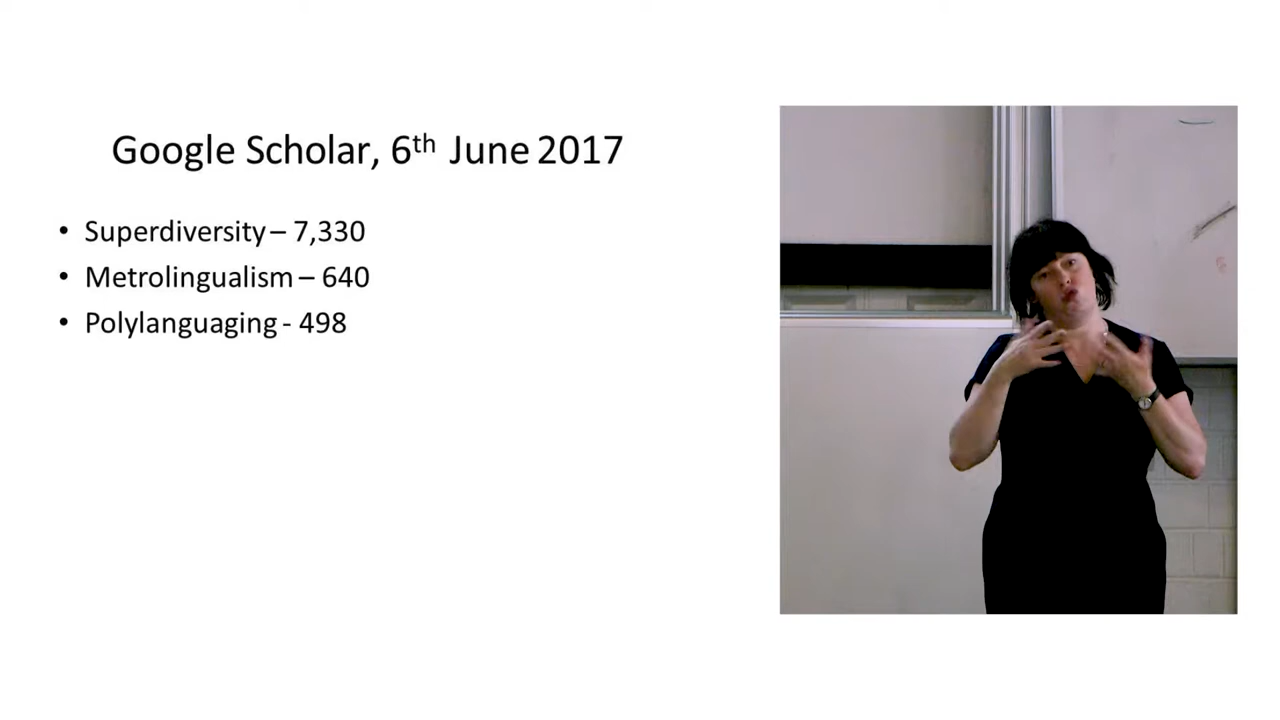 Google Scholar, 6th June 2017
• Superdiversity – 7,330
• Metrolingualism – 640
• Polylanguaging - 498